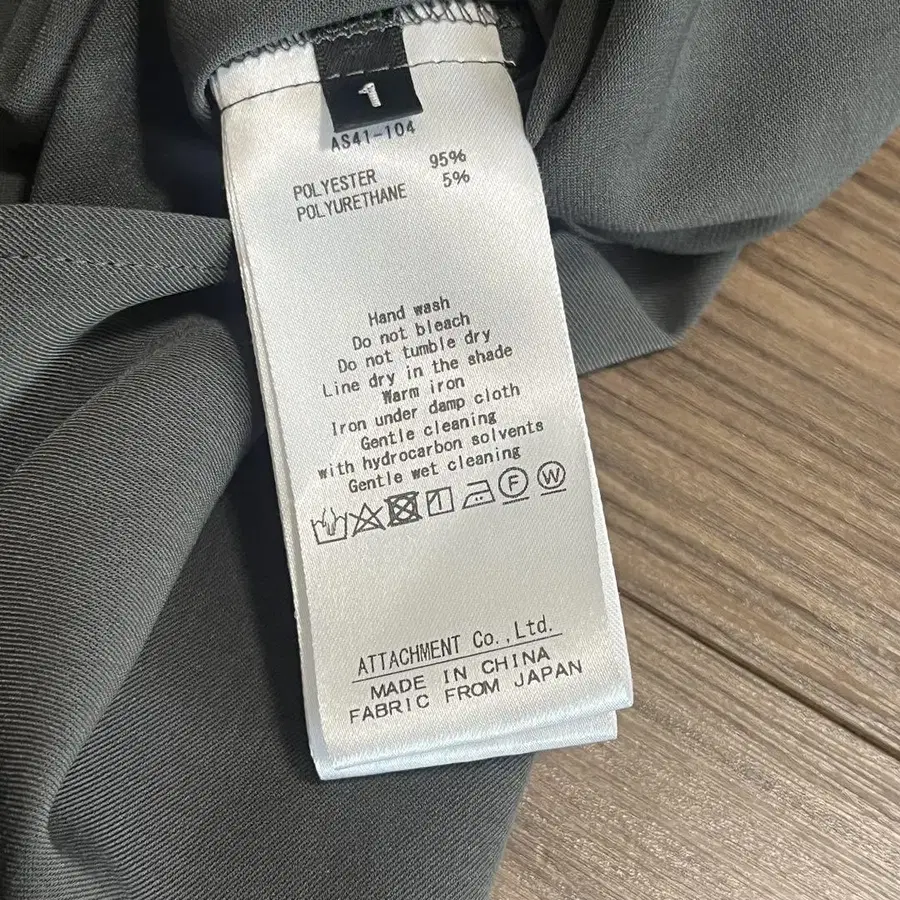 1
AS41-104
POLYESTER 95%
POLYURETHANE 5%
Hand wash
Do not bleach
Do not tumble dry
Line dry in the shade
Warm iron
Iron under damp cloth
Gentle cleaning
with hydrocarbon solvents
Gentle wet cleaning
F W
ATTACHMENT Co.,Ltd.
MADE IN CHINA
FABRIC FROM JAPAN